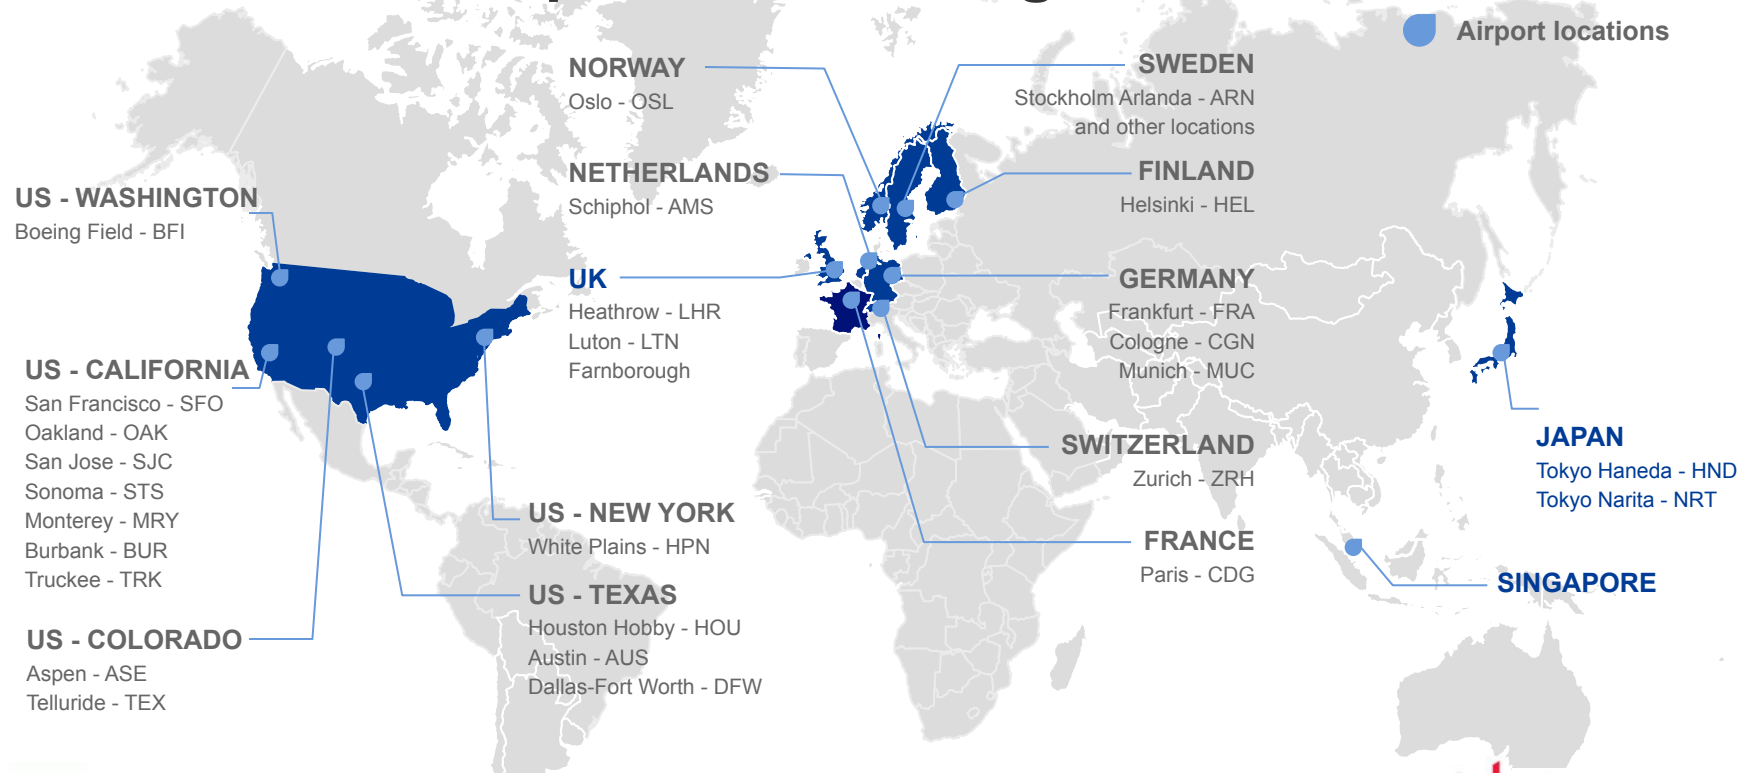 Airport locations
NORWAY
Oslo - OSL
SWEDEN
Stockholm Arlanda - ARN
and other locations
NETHERLANDS
Schiphol - AMS
FINLAND
Helsinki - HEL
US - WASHINGTON
Boeing Field - BFI
UK
Heathrow - LHR
Luton - LTN
Farnborough
GERMANY
Frankfurt - FRA
Cologne - CGN
Munich - MUC
US - CALIFORNIA
San Francisco - SFO
Oakland - OAK
San Jose - SJC
Sonoma - STS
Monterey - MRY
Burbank - BUR
Truckee - TRK
SWITZERLAND
Zurich - ZRH
JAPAN
Tokyo Haneda - HND
Tokyo Narita - NRT
US - NEW YORK
White Plains - HPN
FRANCE
Paris - CDG
SINGAPORE
US - TEXAS
Houston Hobby - HOU
Austin - AUS
Dallas-Fort Worth - DFW
US - COLORADO
Aspen - ASE
Telluride - TEX